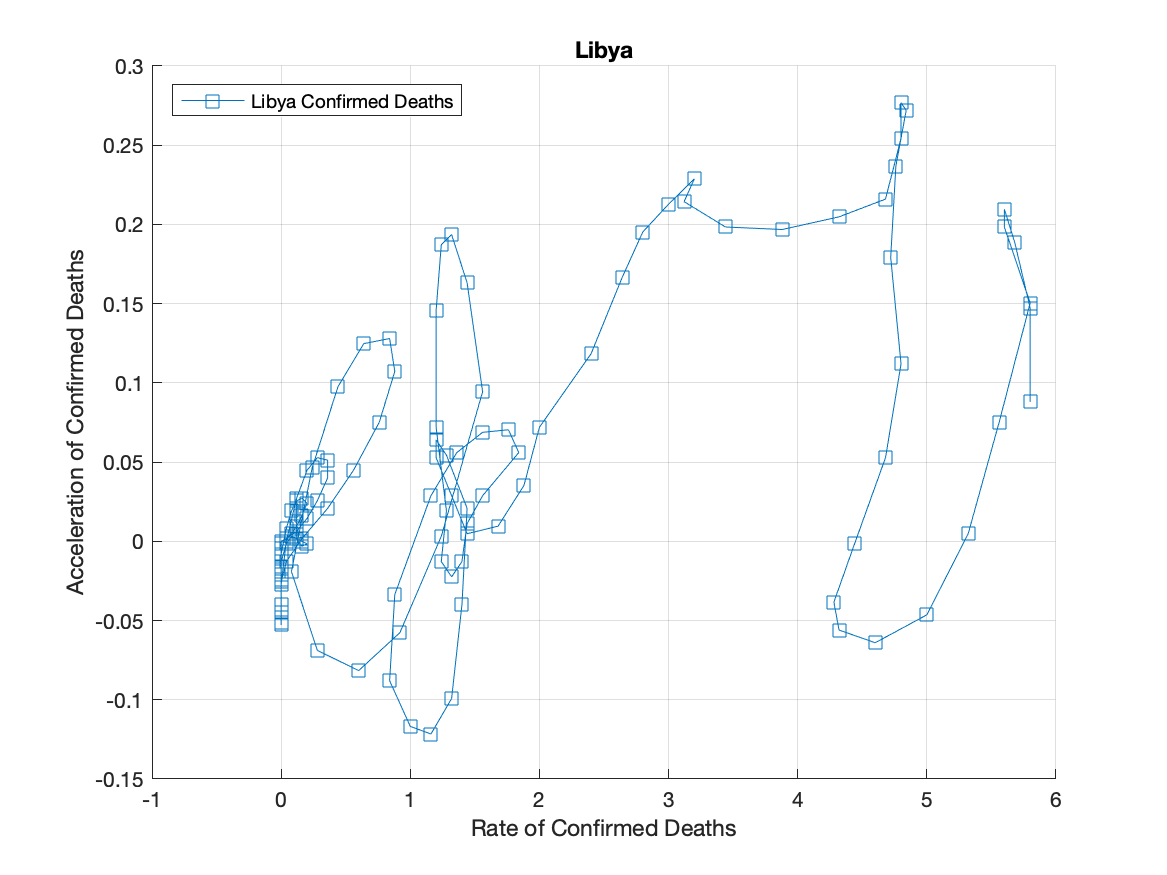 Libya
Libya Confirmed Deaths
0.3
0.25
0.2
0.15
0.1
0.05
0
-0.05
-0.1
-0.15
Acceleration of Confirmed Deaths
-1 0 1 2 3 4 5 6
Rate of Confirmed Deaths